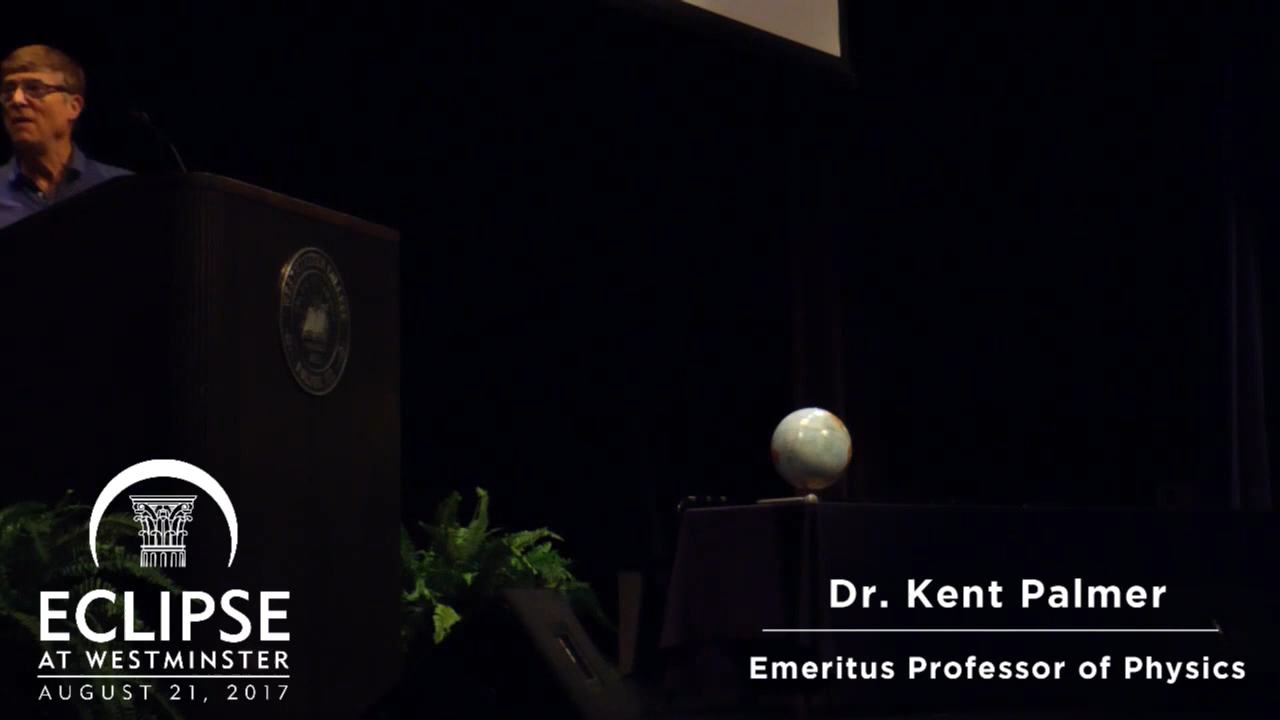 ECLIPSE
AT WESTMINSTER
AUGUST 21, 2017
Dr. Kent Palmer
Emeritus Professor of Physics